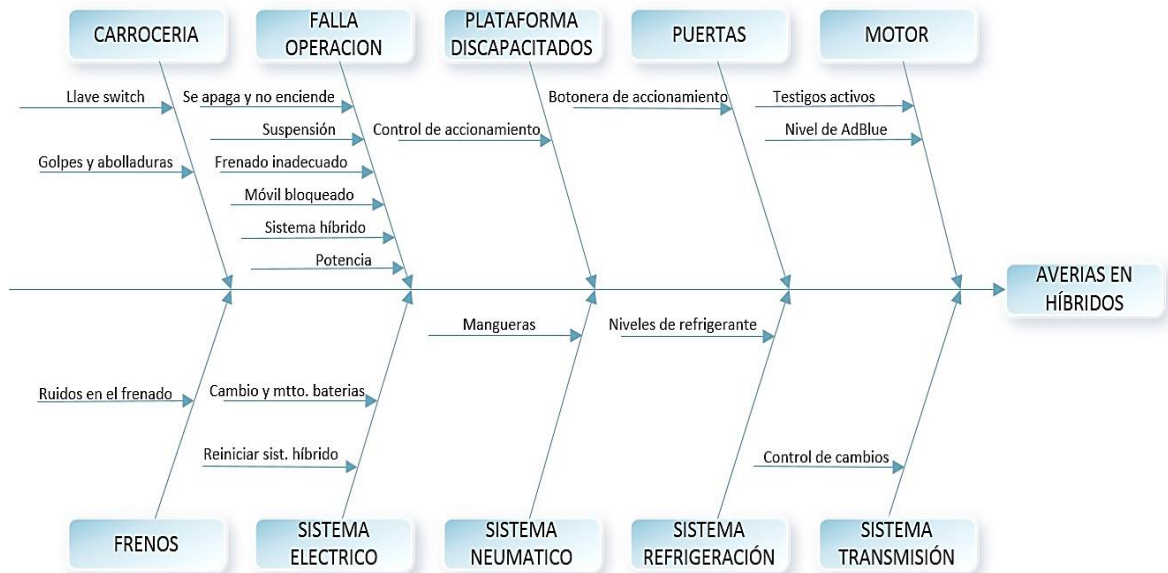 CARROCERIA
FALLA
OPERACION
PLATAFORMA
DISCAPACITADOS
PUERTAS
MOTOR
Llave switch
Golpes y abolladuras
Se apaga y no enciende
Suspensión
Frenado inadecuado
Móvil bloqueado
Sistema híbrido
Potencia
Control de accionamiento
Botonera de accionamiento
Testigos activos
Nivel de AdBlue
AVERIAS EN
HÍBRIDOS
Ruidos en el frenado
Cambio y mtto. baterias
Reiniciar sist. híbrido
Mangueras
Niveles de refrigerante
Control de cambios
FRENOS
SISTEMA
ELECTRICO
SISTEMA
NEUMATICO
SISTEMA
REFRIGERACIÓN
SISTEMA
TRANSMISIÓN